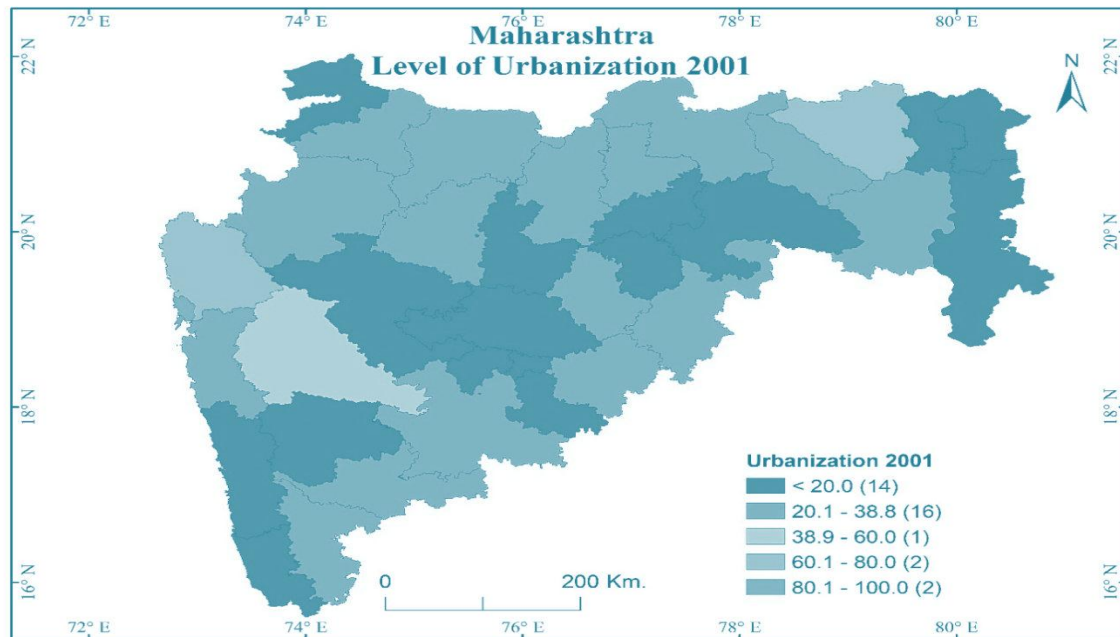 72° E 74° E 76° E 78° E 80° E
Maharashtra
Level of Urbanization 2001
N
22° N 22° N
20° N 20° N
18° N 18° N
16° N 16° N
Urbanization 2001
< 20.0 (14)
20.1 - 38.8 (16)
38.9 - 60.0 (1)
60.1 - 80.0 (2)
80.1 - 100.0 (2)
0 200 Km.
72° E 74° E 76° E 78° E 80° E